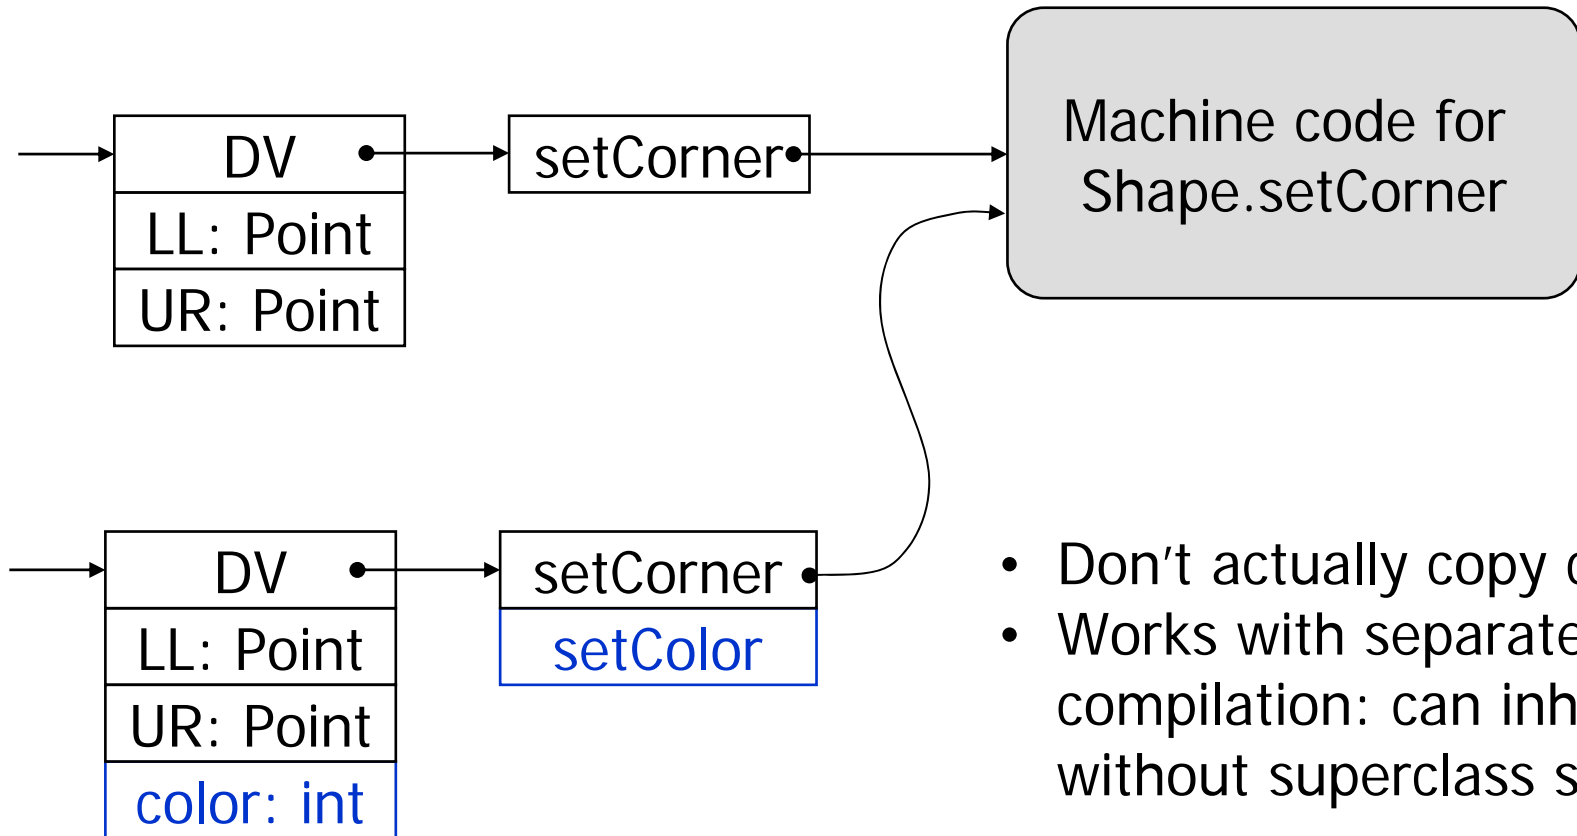 DV
setCorner
LL: Point
UR: Point
Machine code for
Shape.setCorner
DV
setCorner
LL: Point
setColor
UR: Point
color: int
• Don't actually copy
• Works with separate
compilation: can
without superclass